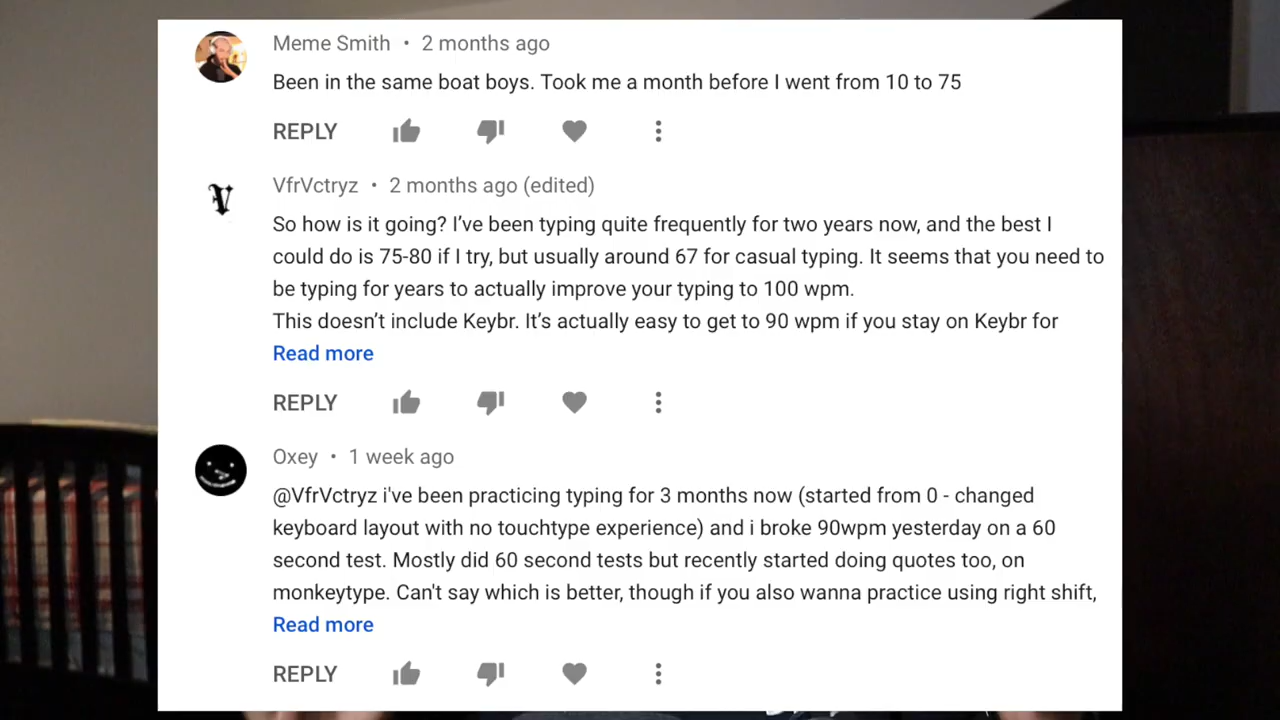 Meme Smith • 2 months ago
Been in the same boat boys. Took me a month before I went from 10 to 75
REPLY
VfrVctryz • 2 months ago (edited)
So how is it going? I’ve been typing quite frequently for two years now, and the best I
could do is 75-80 if I try, but usually around 67 for casual typing. It seems that you need to
be typing for years to actually improve your typing to 100 wpm.
This doesn’t include Keybr. It’s actually easy to get to 90 wpm if you stay on Keybr for
Read more
REPLY
Oxey • 1 week ago
@VfrVctryz i've been practicing typing for 3 months now (started from 0 - changed
keyboard layout with no touchtype experience) and i broke 90wpm yesterday on a 60
second test. Mostly did 60 second tests but recently started doing quotes too, on
monkeytype. Can't say which is better, though if you also wanna practice using right shift,
Read more
REPLY